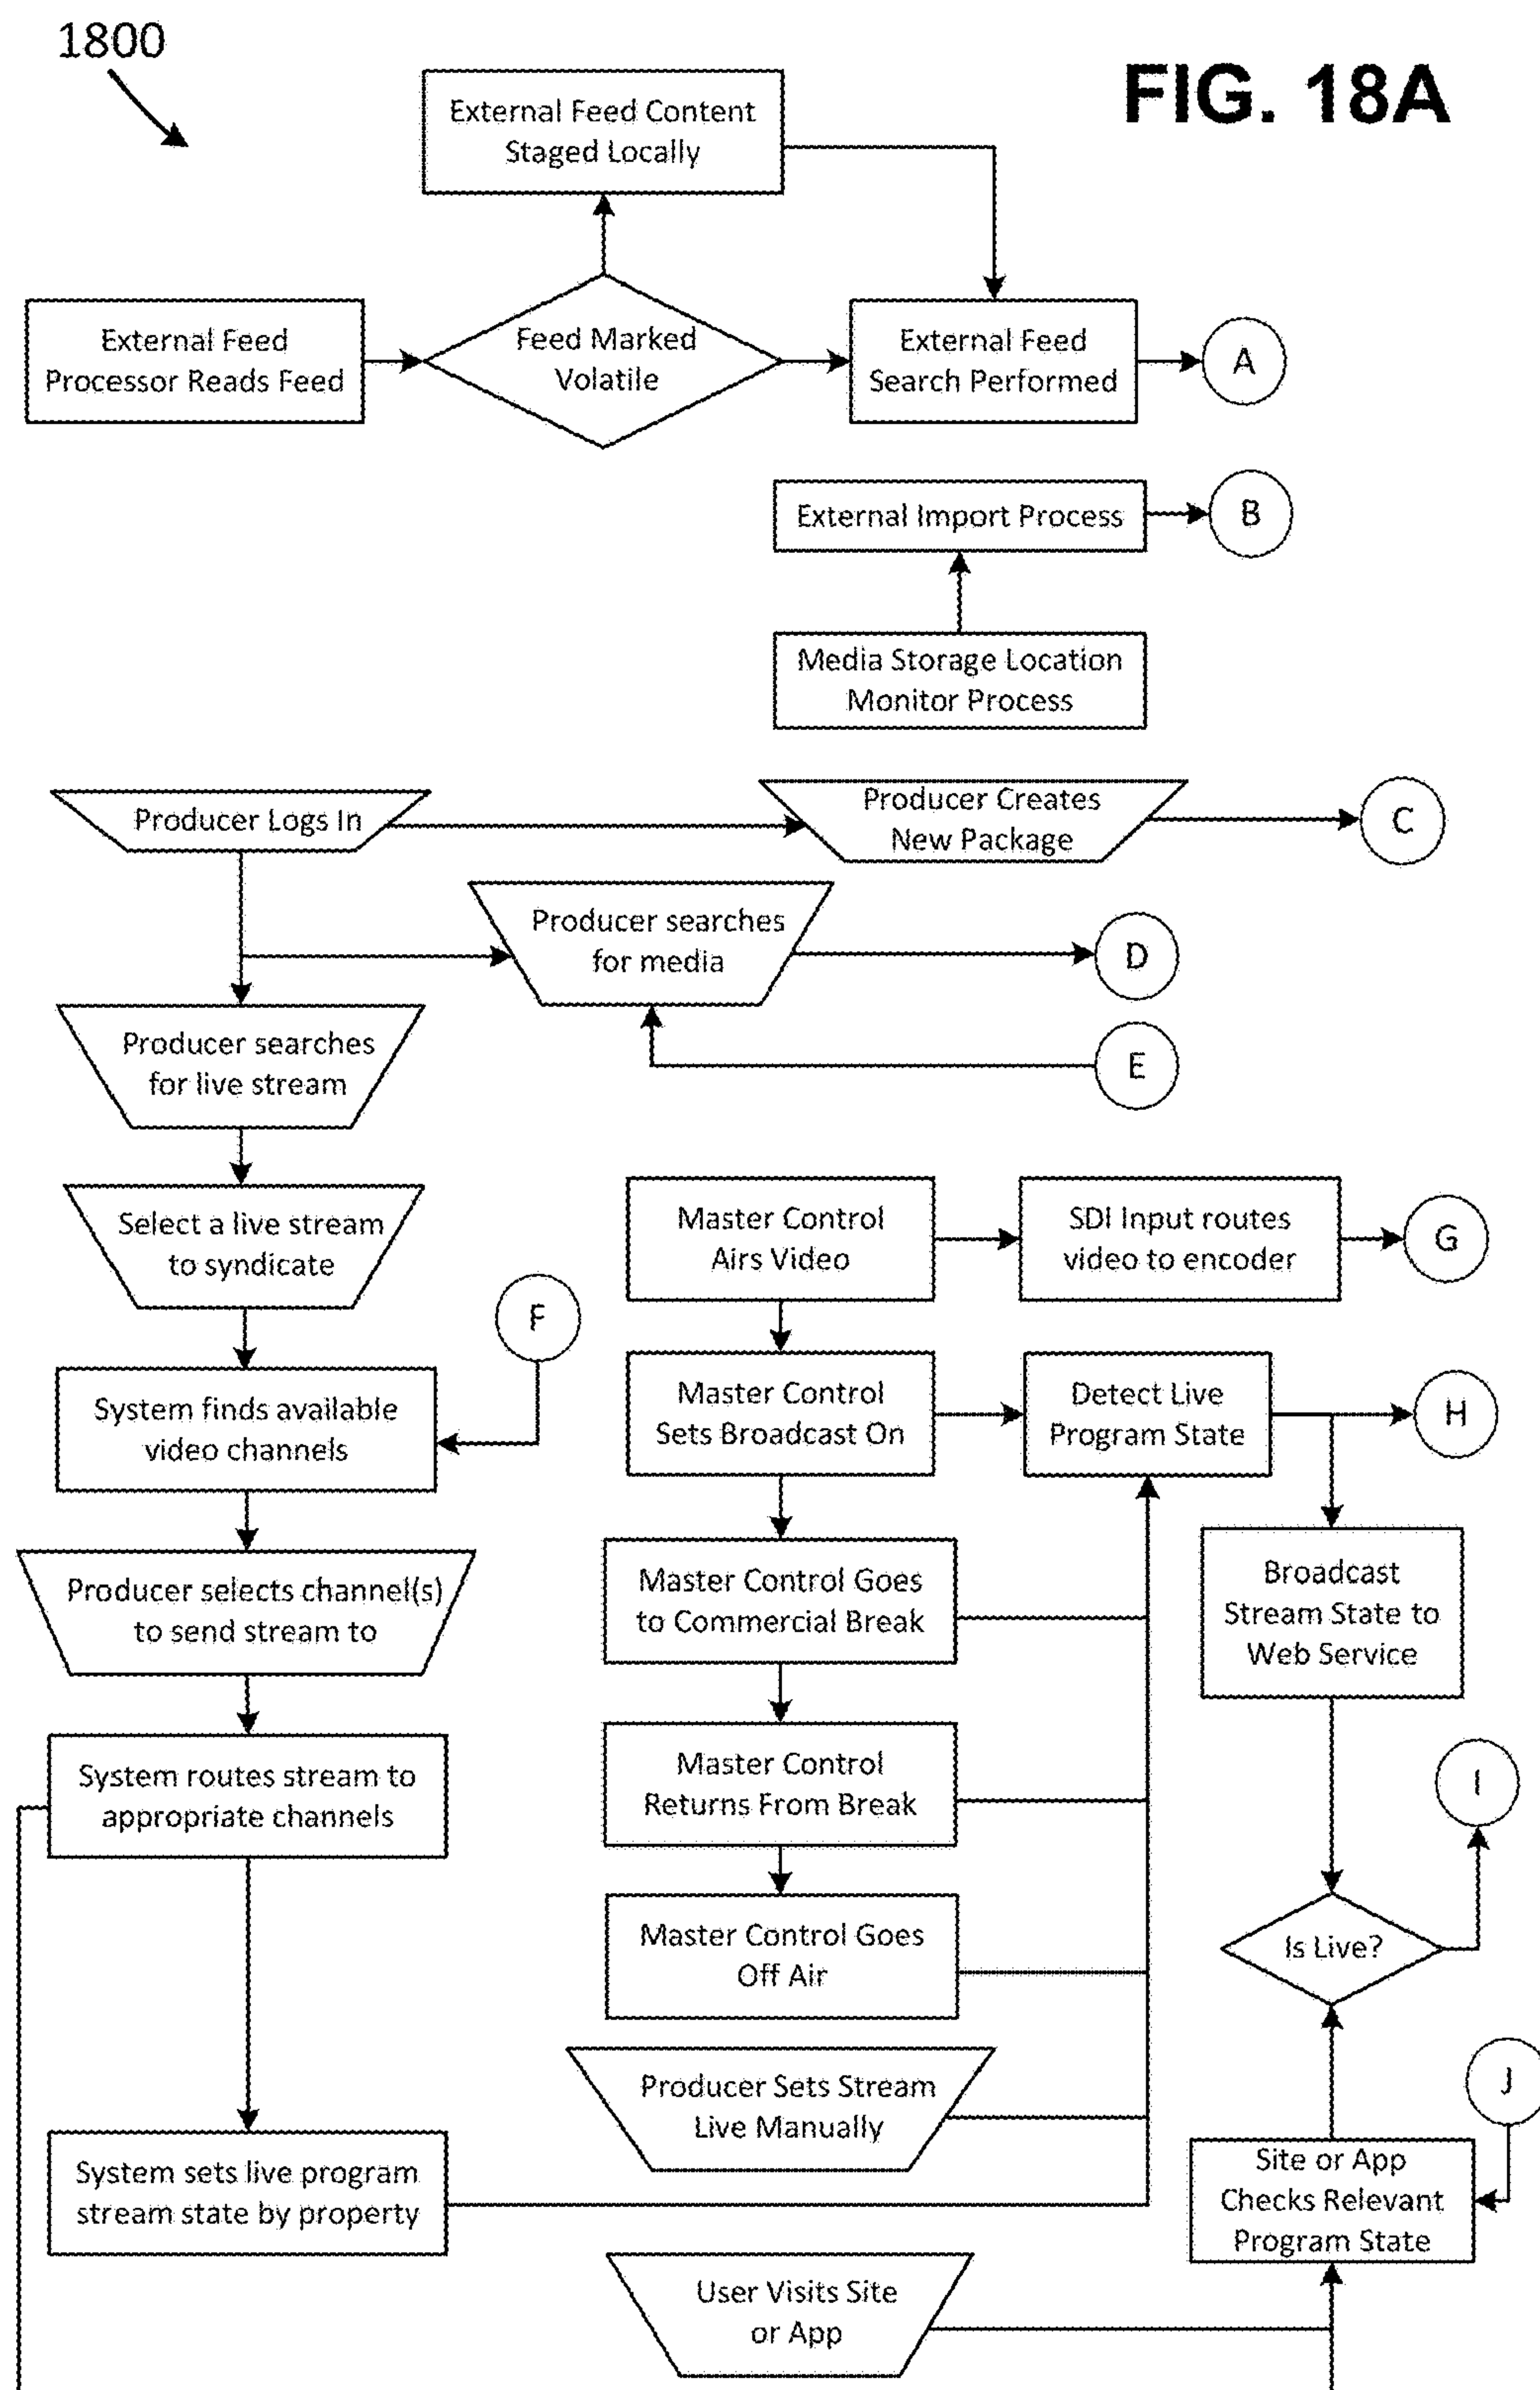 1800
FIG. 18A
External Feed Content
Staged Locally
External Feed
Processor Reads Feed
Feed Marked
Volatile
External Feed
Search Performed
A
External Import Process
B
Media Storage Location
Monitor Process
Producer Logs In
Producer Creates
New Package
C
Producer searches
for media
D
E
Producer searches
for live stream
Select a live stream
to syndicate
F
System finds available
video channels
Producer selects channel(s)
to send stream to
System routes stream to
appropriate channels
System sets live program
stream state by property
Master Control
Airs Video
SDI Input routes
video to encoder
G
Master Control
Sets Broadcast On
Detect Live
Program State
H
Master Control Goes
to Commercial Break
Broadcast
Stream State to
Web Service
Master Control
Returns From Break
I
Master Control Goes
Off Air
Is Live?
Producer Sets Stream
Live Manually
J
Site or App
Checks Relevant
Program State
User Visits Site
or App